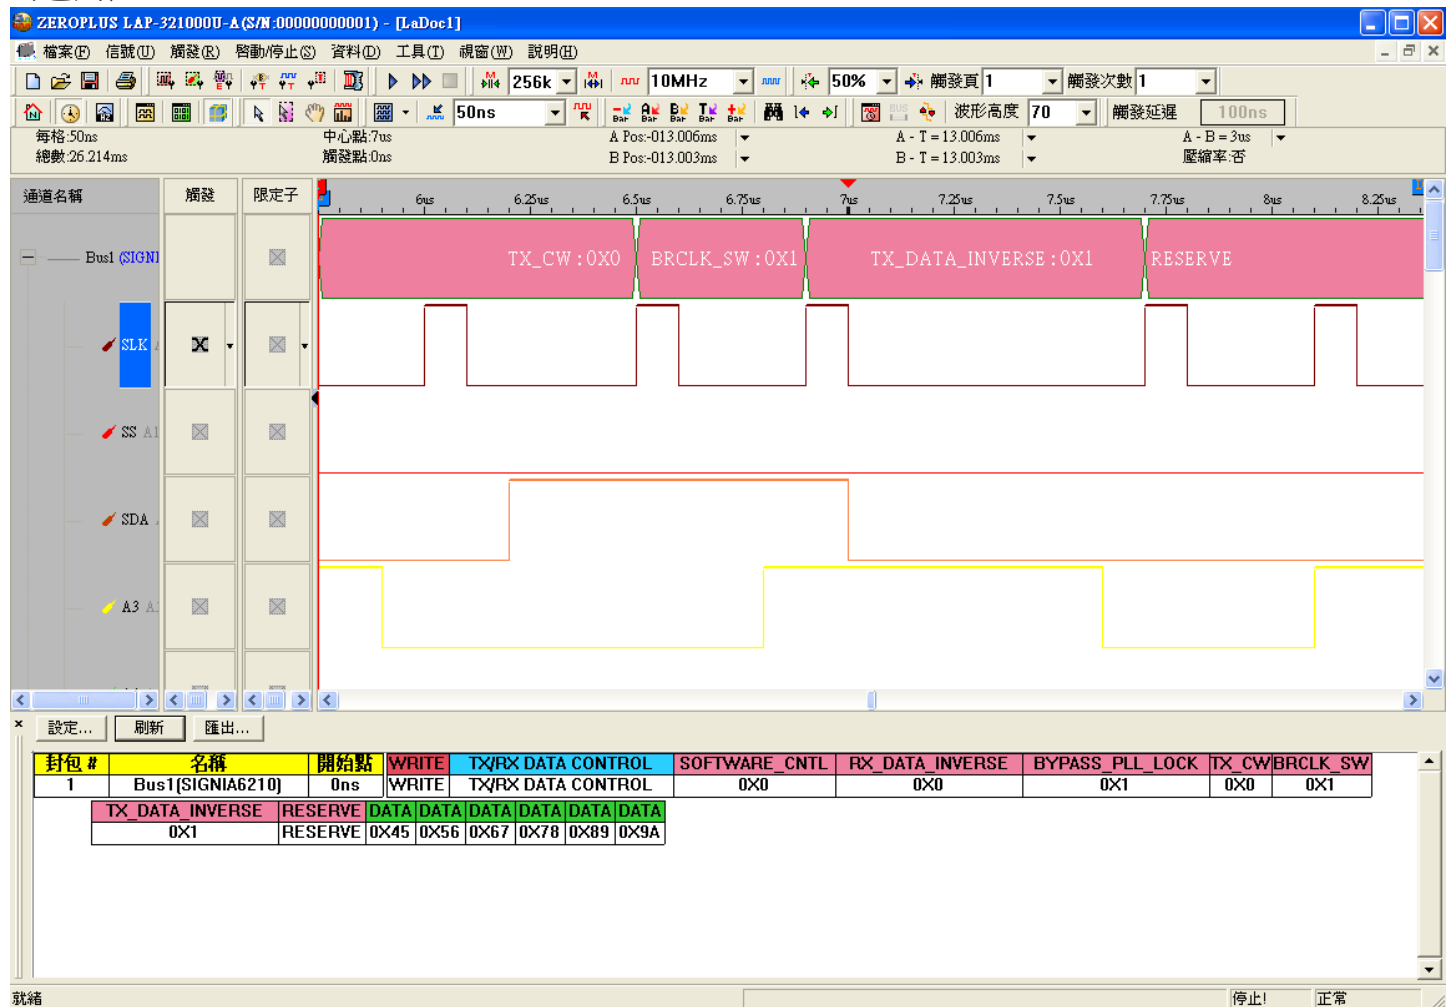 ZEROPLUS LAP-321000U-A(S/N:00000000001) - [LaDoc1]
檔案(F) 信號(U) 觸發(R) 啓動/停止(S) 資料(D) 工具(T) 視窗(W) 說明(H)
256k 10MHz 50% 觸發頁 1 觸發次數 1
50ns Bar Bar Bar Bar Bar BUS 波形高度 70 觸發延遲 100ns
每格:50ns 中心點:7us A Pos:-013.006ms A - T = 13.006ms A - B = 3us
總數:26.214ms 觸發點:0ns B Pos:-013.003ms B - T = 13.003ms 壓縮率:否
通道名稱 觸發 限定子 6us 6.25us 6.5us 6.75us 7us 7.25us 7.5us 7.75us 8us 8.25us
Bus1 (SIGNI TX_CW:0X0 BRCLK_SW:0X1 TX_DATA_INVERSE:0X1 RESERVE
SLK
SS A1
SDA
A3
設定... 刷新 匯出...
封包 # 名稱 開始點 WRITE TX/RX DATA CONTROL SOFTWARE_CNTL RX_DATA_INVERSE BYPASS_PLL_LOCK TX_CW BRCLK_SW
1 Bus1(SIGNIA6210) 0ns WRITE TX/RX DATA CONTROL 0X0 0X0 0X1 0X0 0X1
TX_DATA_INVERSE RESERVE DATA DATA DATA DATA DATA DATA
0X1 RESERVE 0X45 0X56 0X67 0X78 0X89 0X9A
就緒 停止! 正常